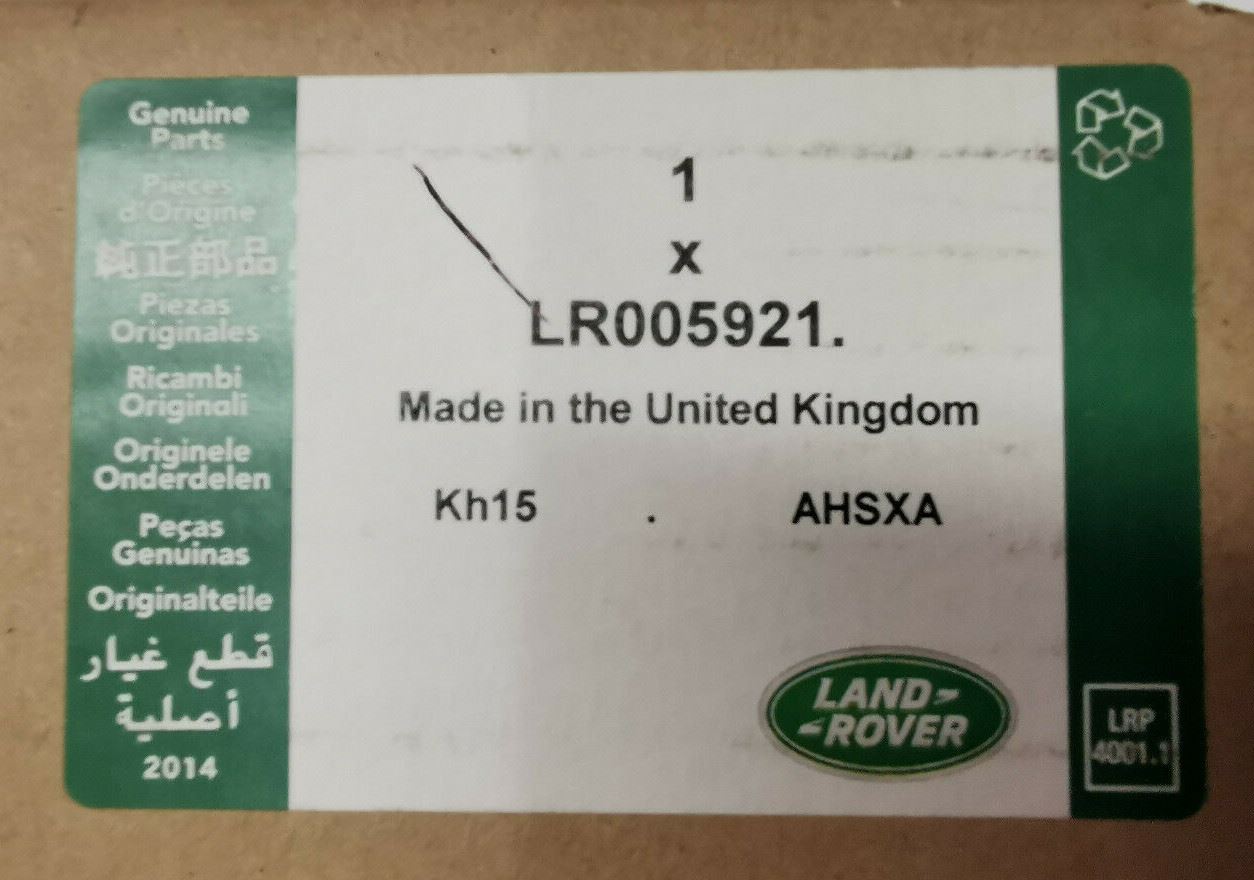 Genuine
Parts
Pièces
d'Origine
純正部品
Piezas
Originales
Ricambi
Originali
Originele
Onderdelen
Peças
Genuinas
Originalteile
قطع غيار
أصلية
2014
1
x
LR005921.
Made in the United Kingdom
Kh15 . AHSXA
LAND
ROVER
LRP
4001.1